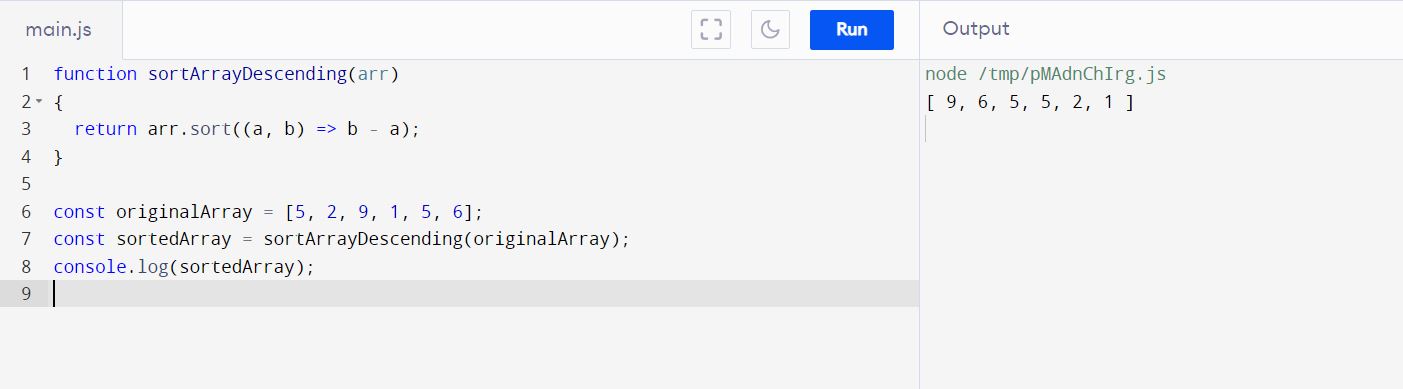 main.js
Run
Output
1 function sortArrayDescending(arr)
2 {
3   return arr.sort((a, b) => b - a);
4 }
5
6 const originalArray = [5, 2, 9, 1, 5, 6];
7 const sortedArray = sortArrayDescending(originalArray);
8 console.log(sortedArray);
9
node /tmp/pMAdnChIrg.js
[ 9, 6, 5, 5, 2, 1 ]